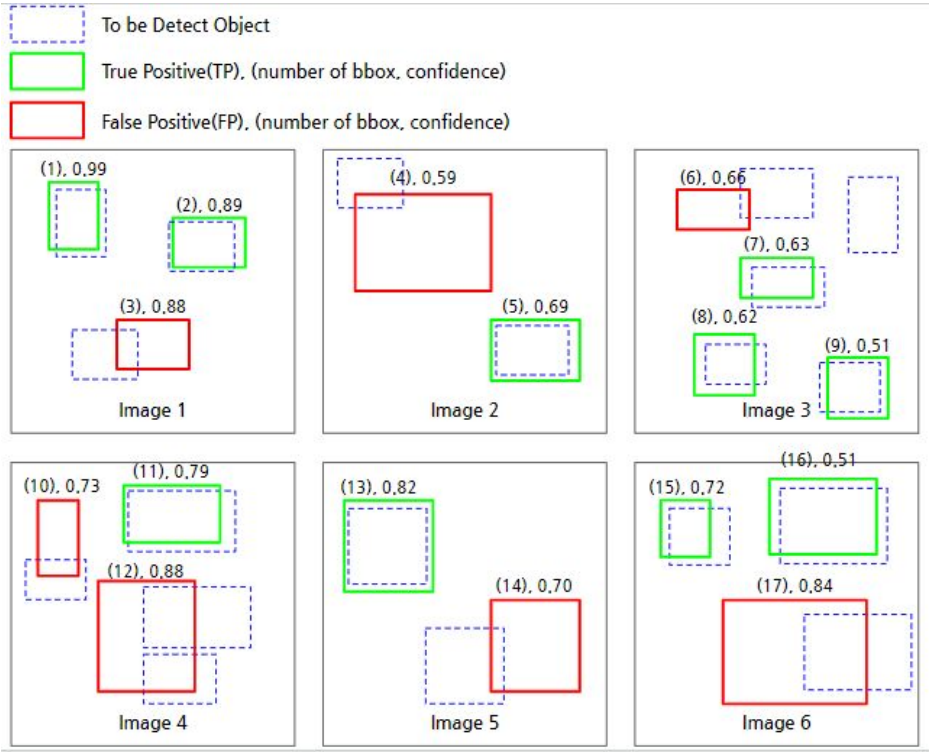 To be Detect Object
True Positive(TP), (number of bbox, confidence)
False Positive(FP), (number of bbox, confidence)
(1), 0.99
(2), 0.89
(3), 0.88
Image 1
(4), 0.59
(5), 0.69
Image 2
(6), 0.66
(7), 0.63
(8), 0.62
(9), 0.51
Image 3
(10), 0.73
(11), 0.79
(12), 0.88
Image 4
(13), 0.82
(14), 0.70
Image 5
(15), 0.72
(16), 0.51
(17), 0.84
Image 6